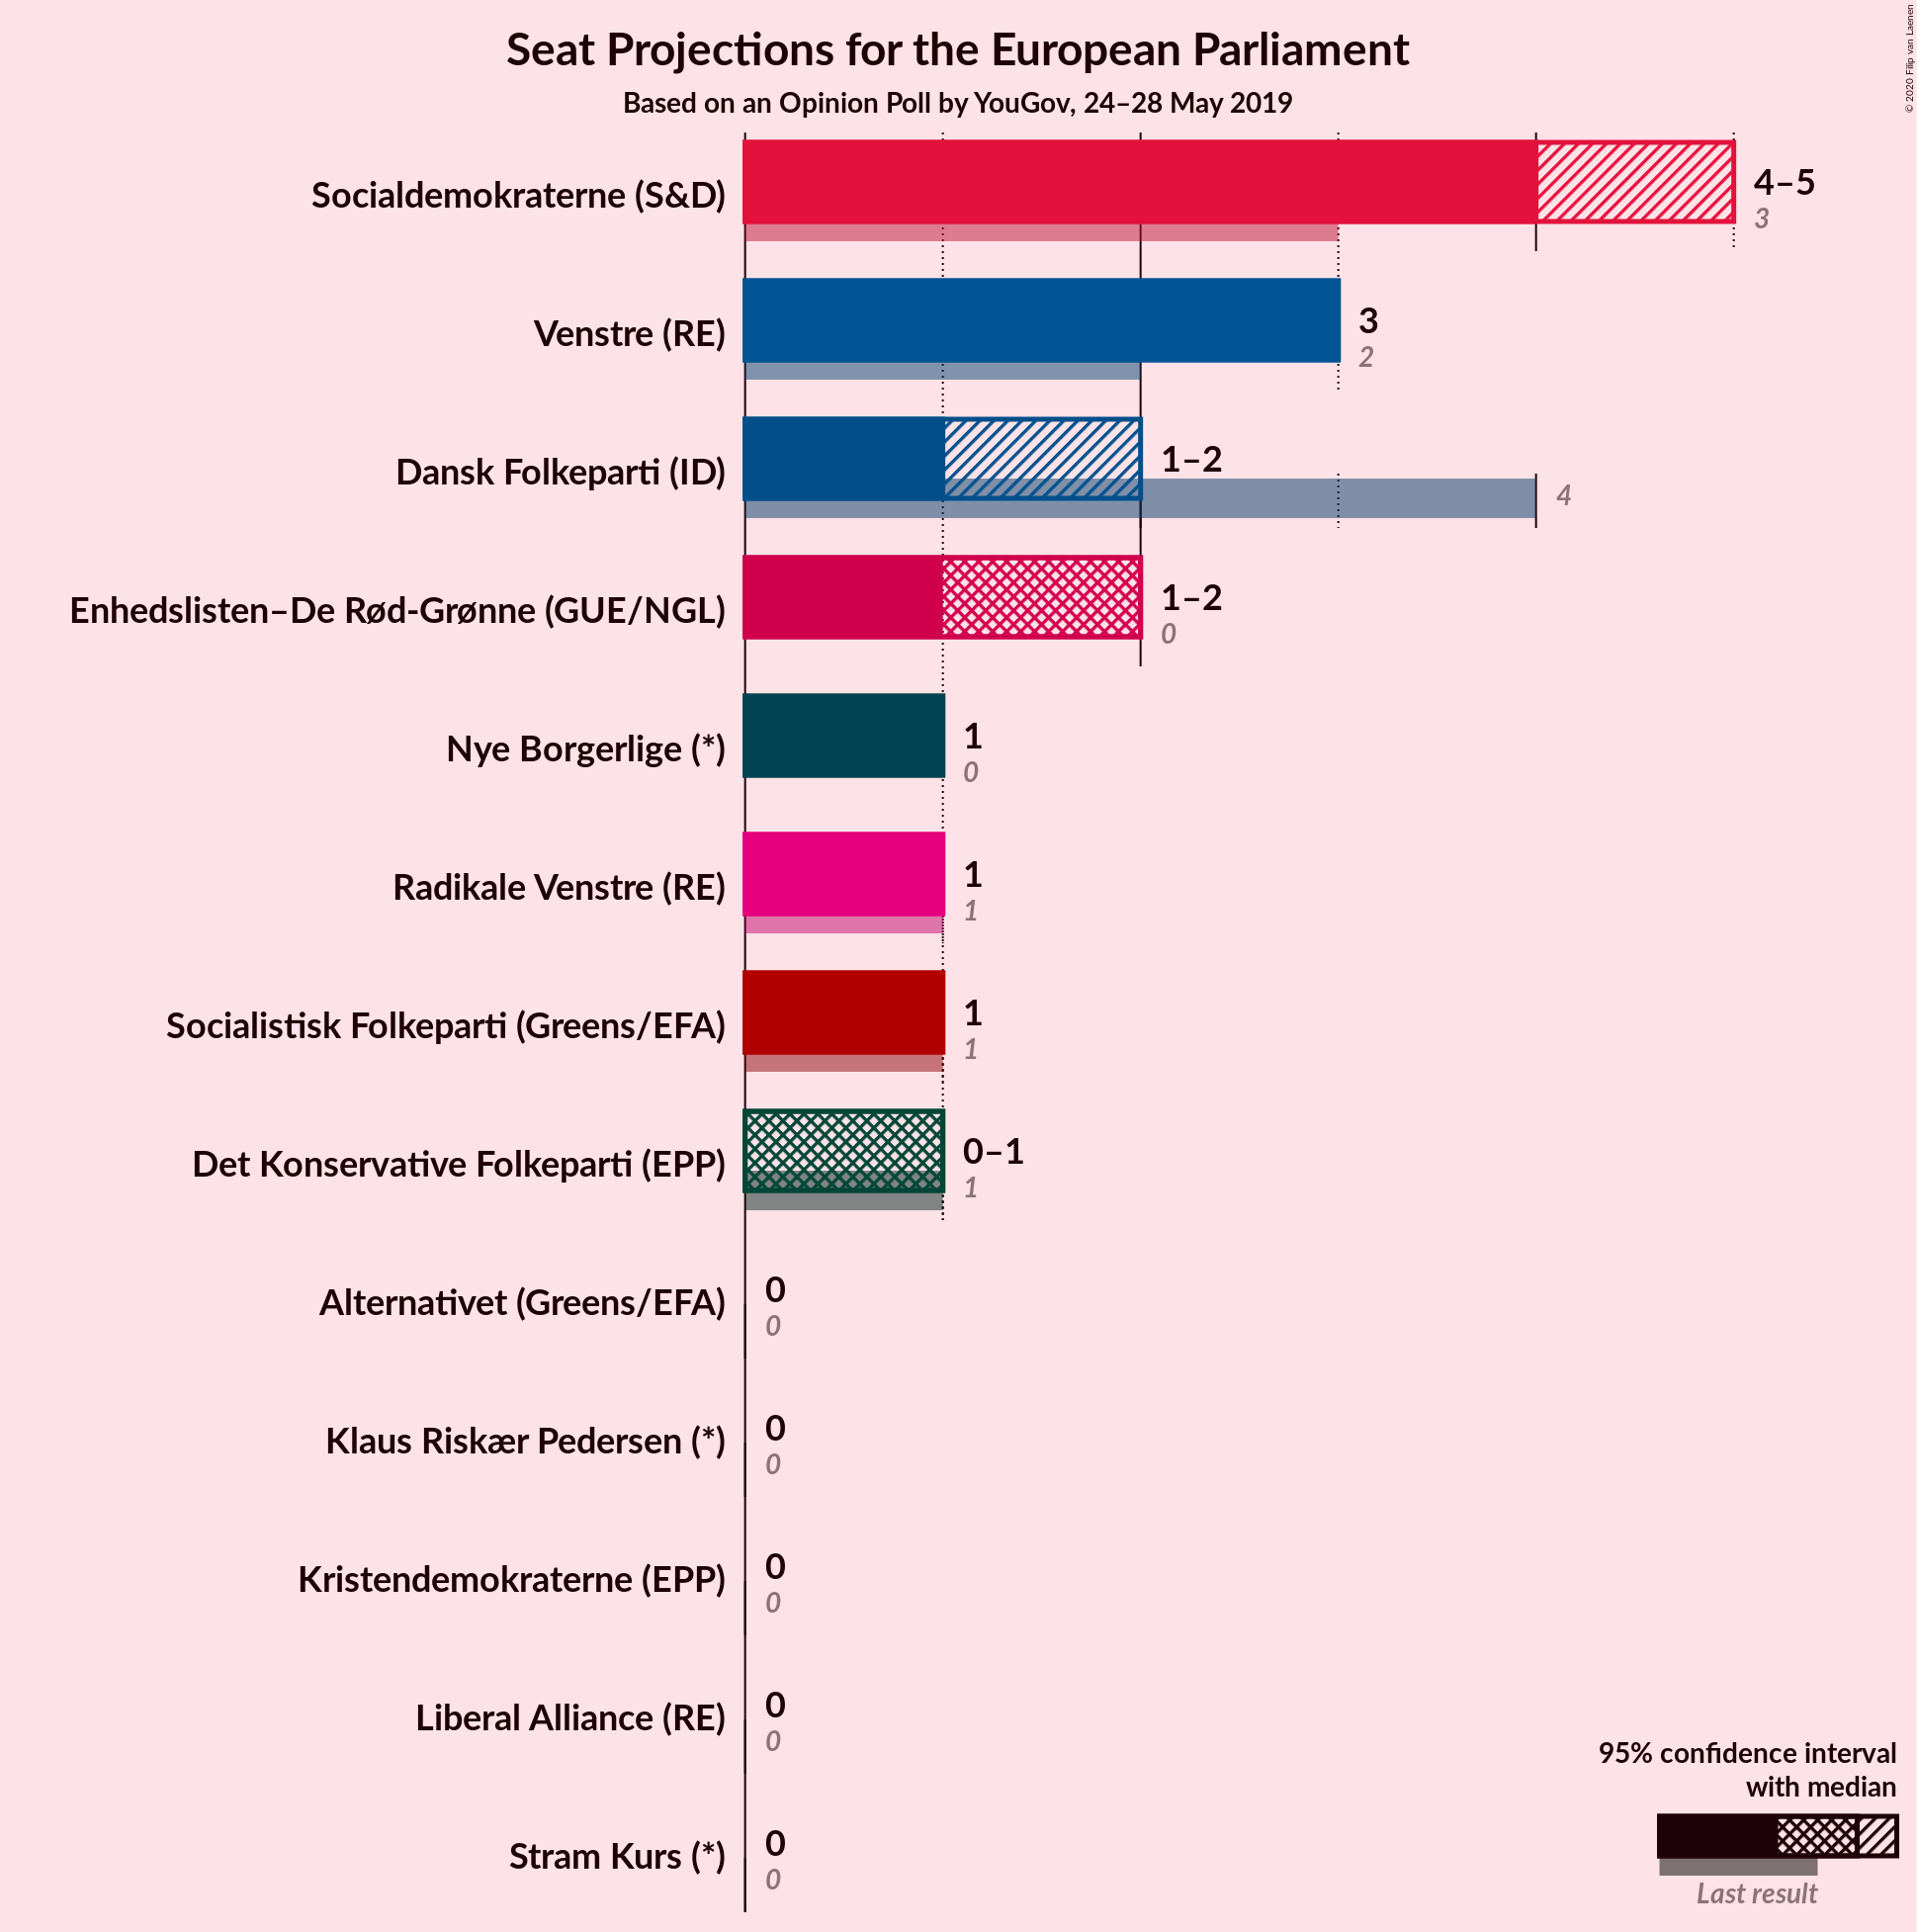 Seat Projections for the European Parliament
Based on an Opinion Poll by YouGov, 24–28 May 2019
© 2020 Filip van Laenen
Socialdemokraterne (S&D)
4–5
3
Venstre (RE)
3
2
Dansk Folkeparti (ID)
1–2
4
Enhedslisten–De Rød-Grønne (GUE/NGL)
1–2
0
Nye Borgerlige (*)
1
0
Radikale Venstre (RE)
1
1
Socialistisk Folkeparti (Greens/EFA)
1
1
Det Konservative Folkeparti (EPP)
0–1
1
Alternativet (Greens/EFA)
0
0
Klaus Riskær Pedersen (*)
0
0
Kristendemokraterne (EPP)
0
0
Liberal Alliance (RE)
0
0
Stram Kurs (*)
0
0
95% confidence interval
with median
Last result